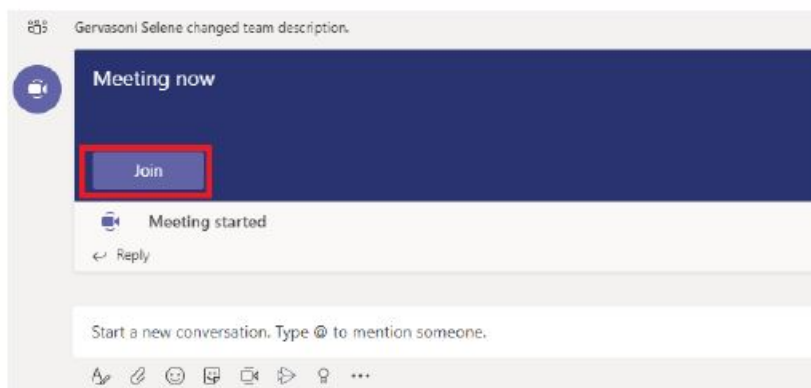 Gervasoni Selene changed team description.
Meeting now
Join
Meeting started
Reply
Start a new conversation. Type @ to mention someone.